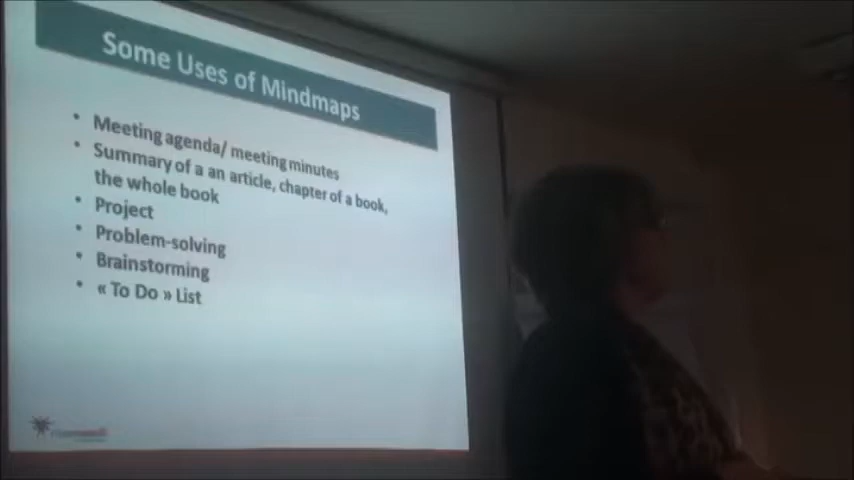 Some Uses of Mindmaps
• Meeting agenda/ meeting minutes
• Summary of a an article, chapter of a book,
the whole book
• Project
• Problem-solving
• Brainstorming
• « To Do » List